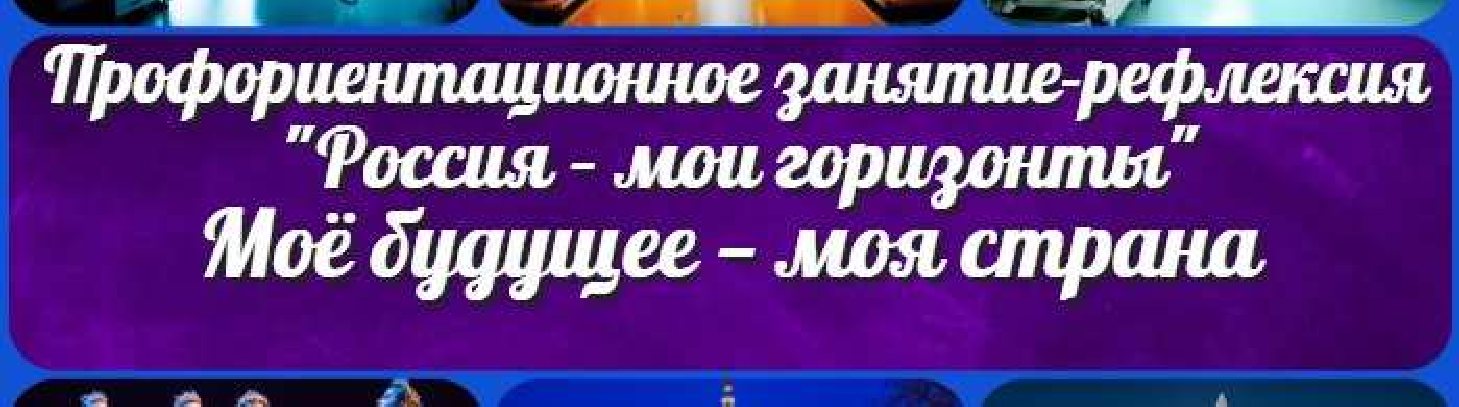 Профориентационное занятие-рефлексия
"Россия – мои горизонты"
Моё будущее – моя страна